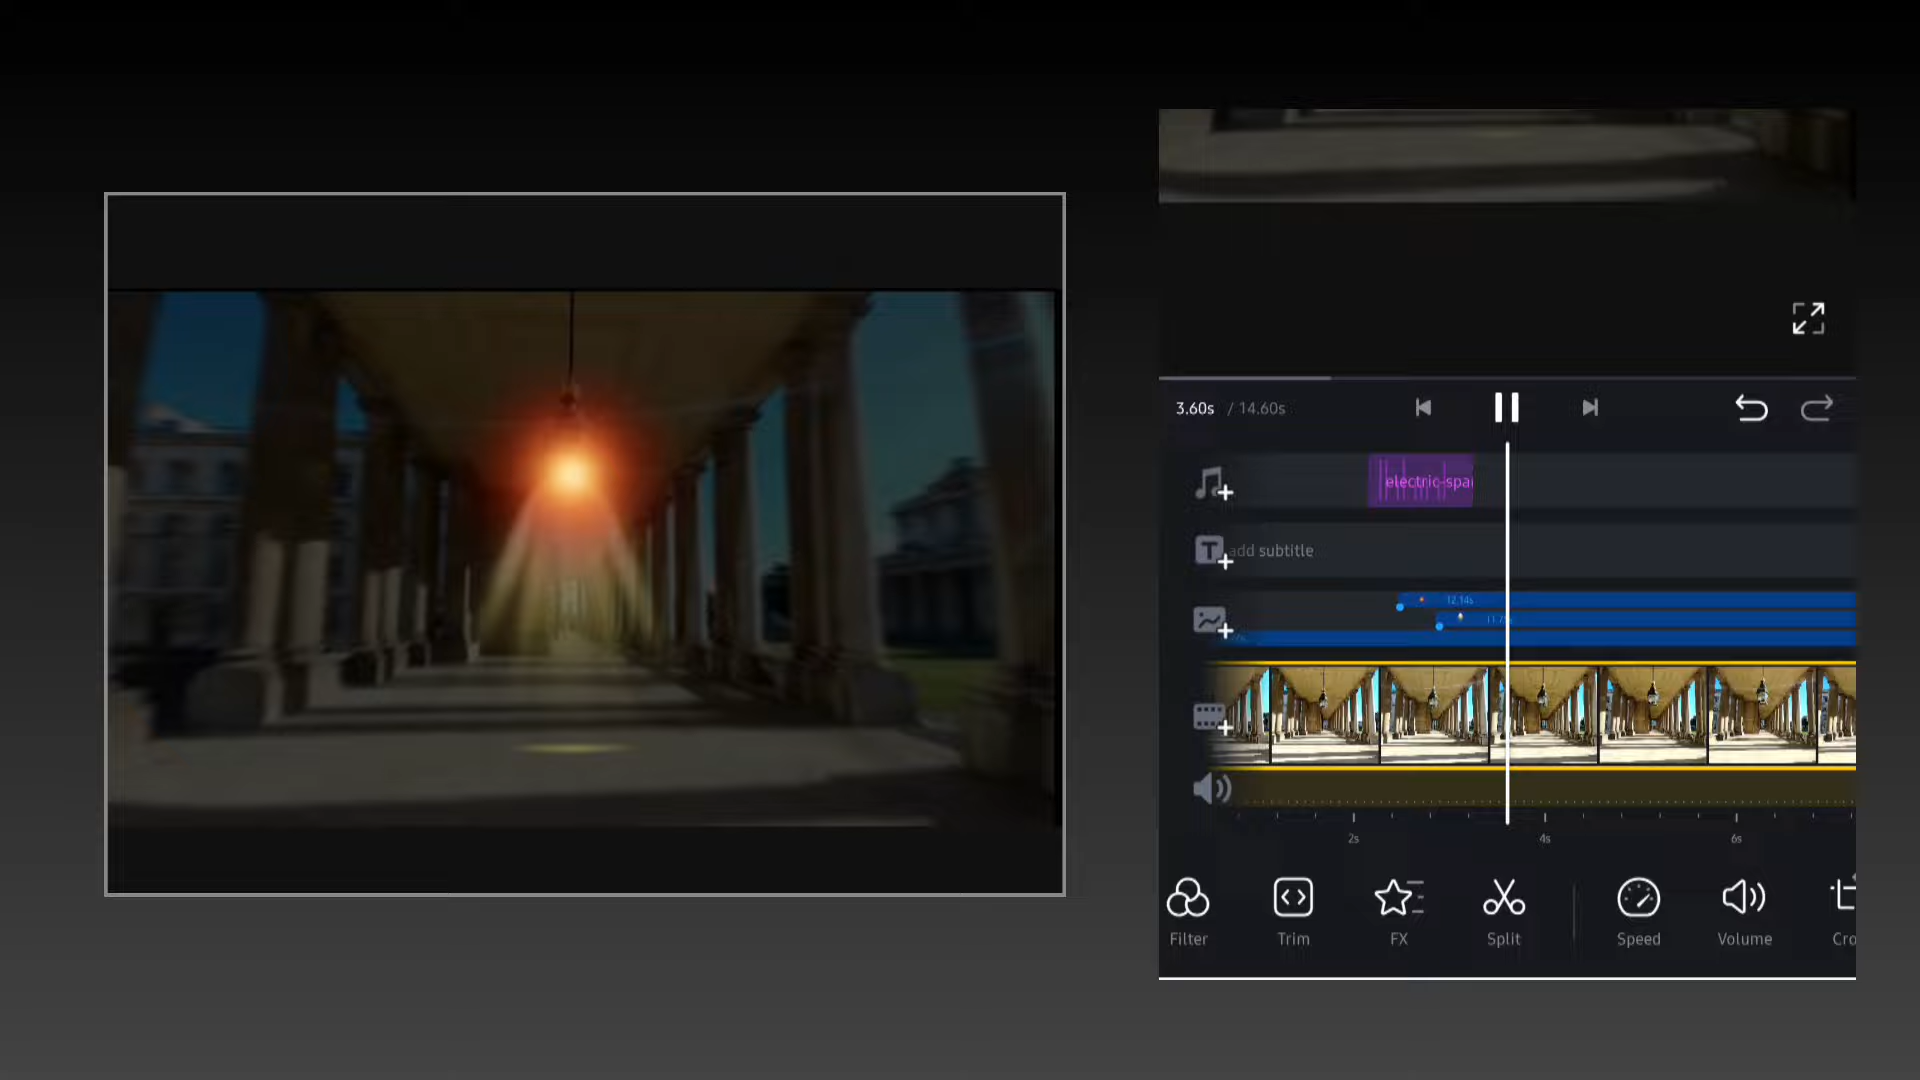 3.60s / 14.60s
electric-spa
T
add subtitle
12.14s
2s 4s 6s
Filter Trim FX Split Speed Volume Cro